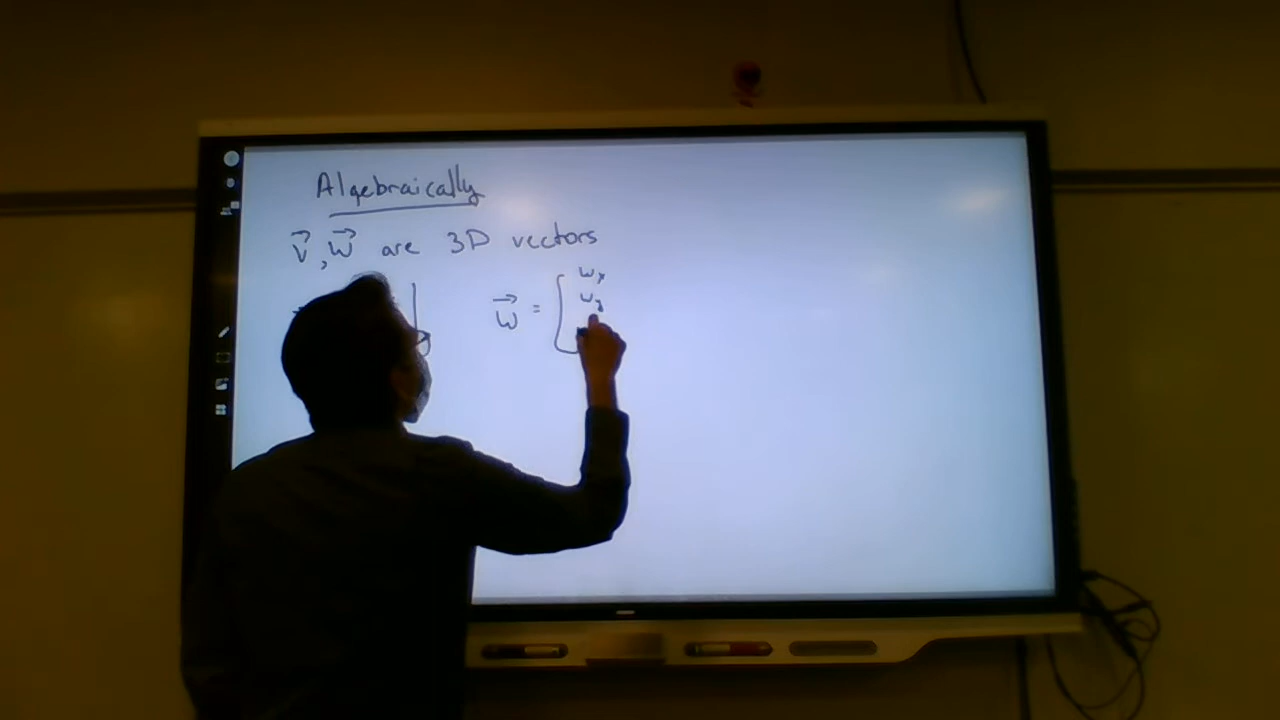 Algebraically
v⃗, w⃗ are 3D vectors
w⃗ = [ wₓ
w_y